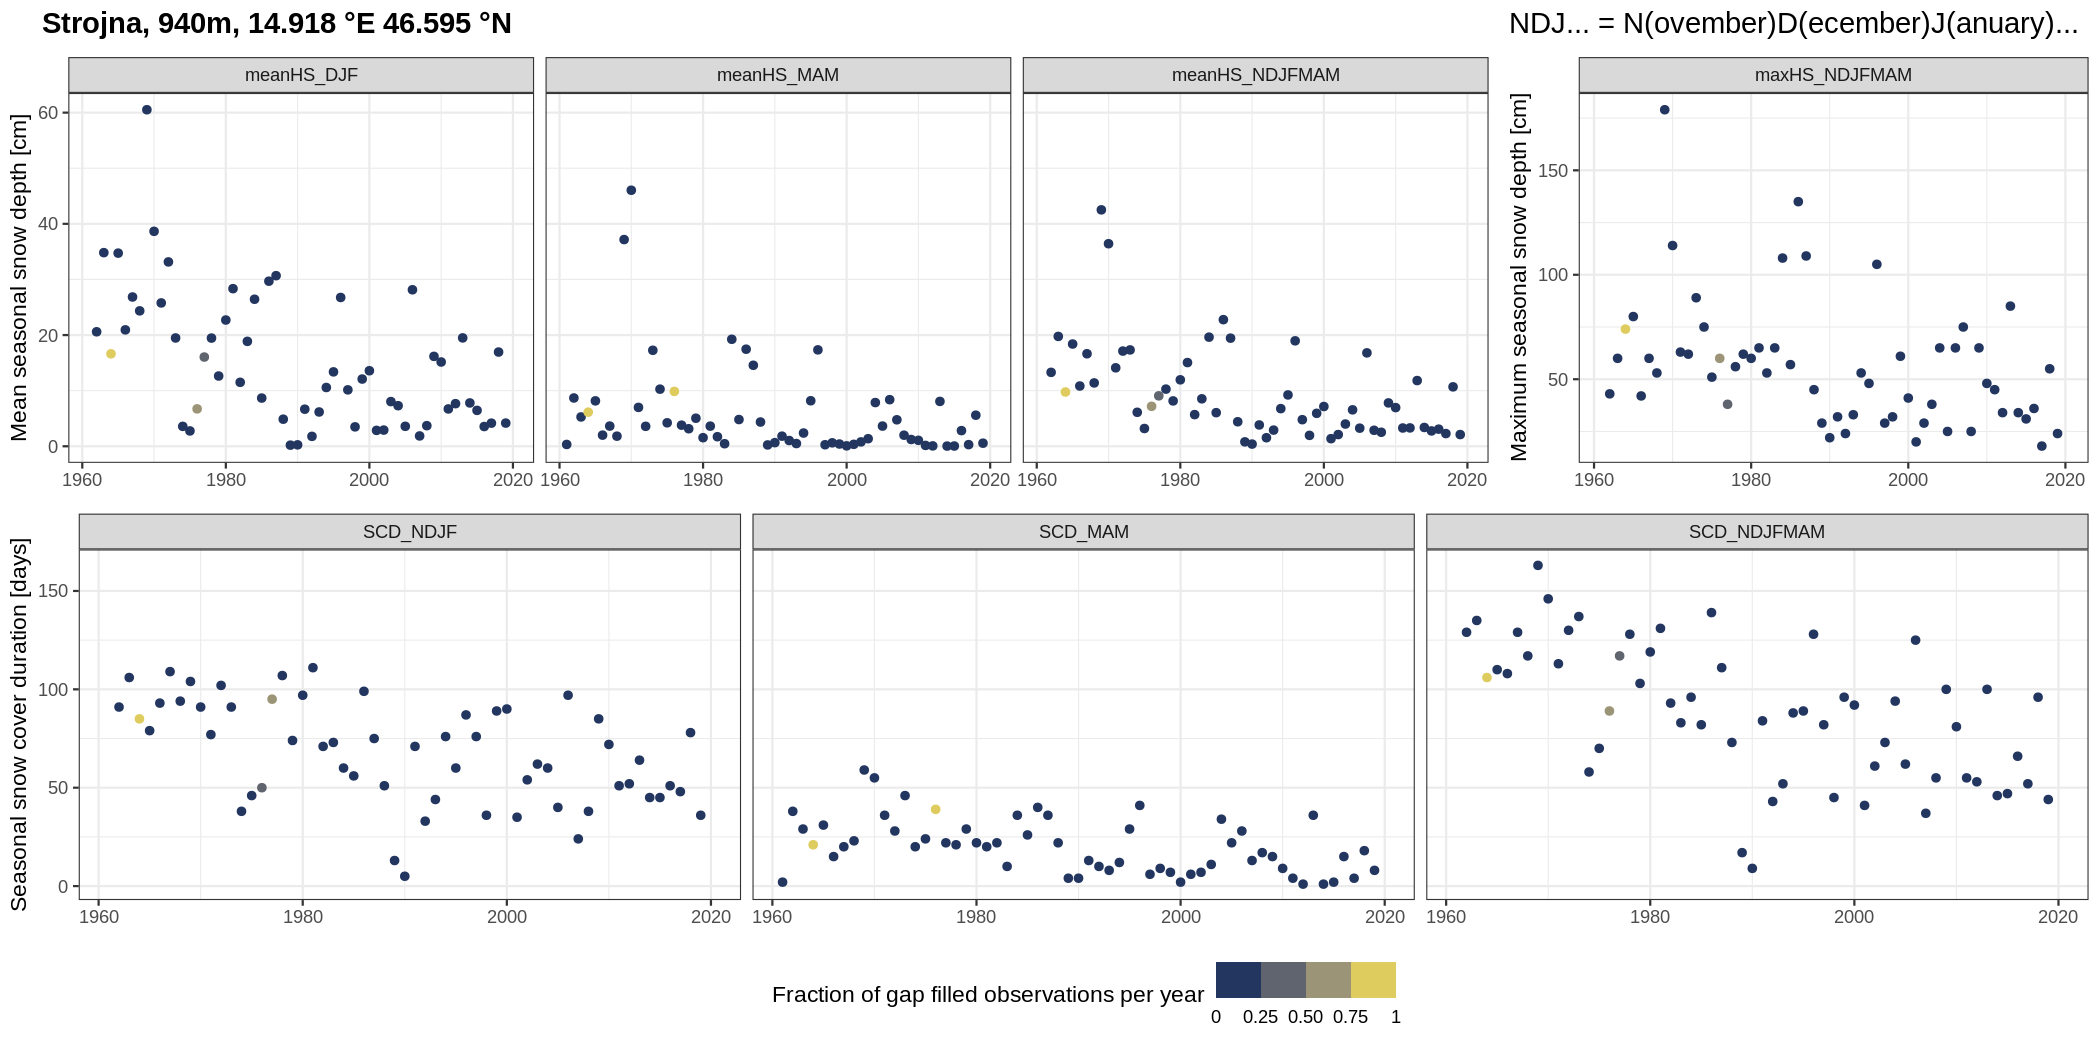 Strojna, 940m, 14.918 °E 46.595 °N
NDJ... = N(ovember)D(ecember)J(anuary)...
meanHS_DJF
meanHS_MAM
meanHS_NDJFMAM
maxHS_NDJFMAM
Mean seasonal snow depth [cm]
60
40
20
0
1960 1980 2000 2020
1960 1980 2000 2020
1960 1980 2000 2020
Maximum seasonal snow depth [cm]
150
100
50
1960 1980 2000 2020
SCD_NDJF
SCD_MAM
SCD_NDJFMAM
Seasonal snow cover duration [days]
150
100
50
0
1960 1980 2000 2020
1960 1980 2000 2020
1960 1980 2000 2020
Fraction of gap filled observations per year
0 0.25 0.50 0.75 1